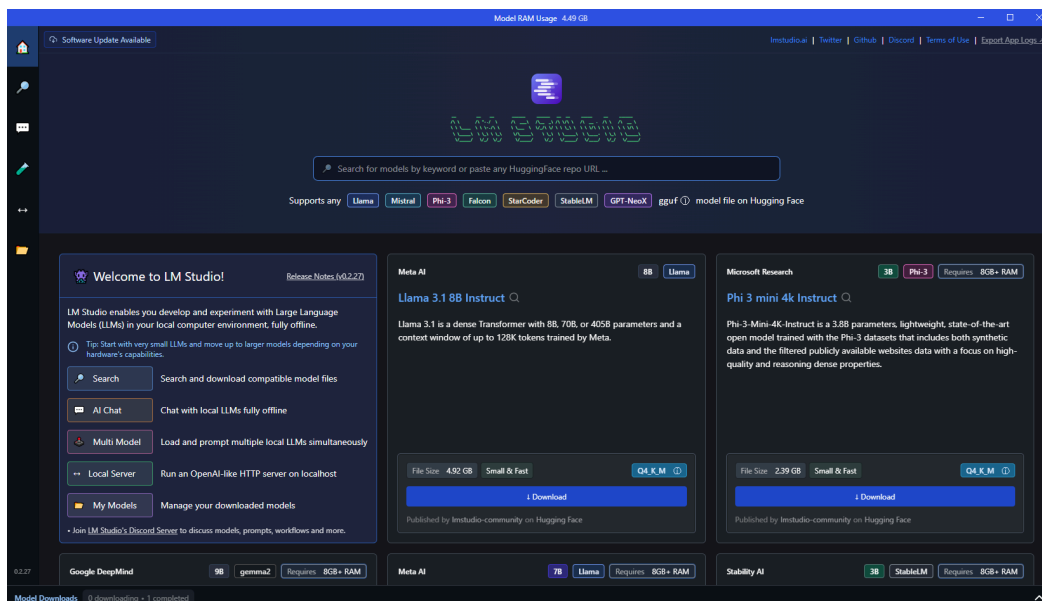 Model RAM Usage 4.49 GB
Software Update Available
lmstudio.ai | Twitter | Github | Discord | Terms of Use | Export App Logs
LM STUDIO
Search for models by keyword or paste any HuggingFace repo URL ...
Supports any Llama Mistral Phi-3 Falcon StarCoder StableLM GPT-NeoX gguf ⓘ model file on Hugging Face
Welcome to LM Studio! Release Notes (v0.2.27)
LM Studio enables you develop and experiment with Large Language
Models (LLMs) in your local computer environment, fully offline.
Tip: Start with very small LLMs and move up to larger models depending on your
hardware's capabilities.
Search Search and download compatible model files
AI Chat Chat with local LLMs fully offline
Multi Model Load and prompt multiple local LLMs simultaneously
↔ Local Server Run an OpenAI-like HTTP server on localhost
My Models Manage your downloaded models
• Join LM Studio's Discord Server to discuss models, prompts, workflows and more.
Meta AI 8B Llama
Llama 3.1 8B Instruct
Llama 3.1 is a dense Transformer with 8B, 70B, or 405B parameters and a
context window of up to 128K tokens trained by Meta.
File Size 4.92 GB Small & Fast Q4_K_M ⓘ
↓ Download
Published by lmstudio-community on Hugging Face
Microsoft Research 3B Phi-3 Requires 8GB+ RAM
Phi 3 mini 4k Instruct
Phi-3-Mini-4K-Instruct is a 3.8B parameters, lightweight, state-of-the-art
open model trained with the Phi-3 datasets that includes both synthetic
data and the filtered publicly available websites data with a focus on high-
quality and reasoning dense properties.
File Size 2.39 GB Small & Fast Q4_K_M ⓘ
↓ Download
Published by lmstudio-community on Hugging Face
Google DeepMind 9B gemma2 Requires 8GB+ RAM
Meta AI 7B Llama Requires 8GB+ RAM
Stability AI 3B StableLM Requires 8GB+ RAM
0.2.27
Model Downloads 0 downloading • 1 completed